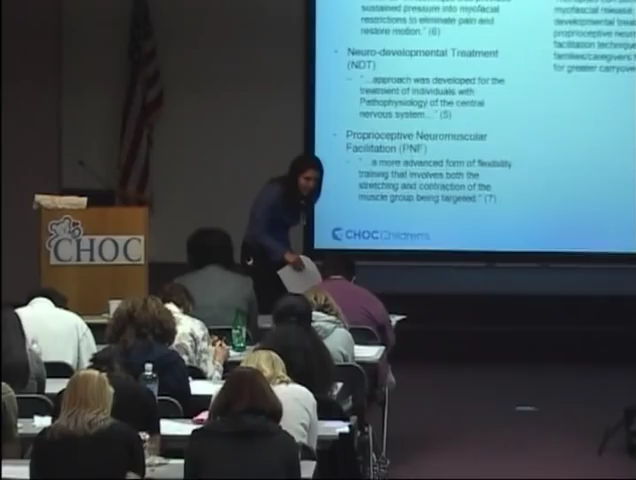 sustained pressure into myofacial
restrictions to eliminate pain and
restore motion." (6)
- Neuro-developmental Treatment
(NDT)
– "...approach was developed for the
treatment of individuals with
Pathophysiology of the central
nervous system..." (5)
- Proprioceptive Neuromuscular
Facilitation (PNF)
– "...a more advanced form of flexibility
training that involves both the
stretching and contraction of the
muscle group being targeted." (7)
myofascial release;
developmental
proprioceptive
facilitation
families/caregivers
for greater carryover
CHOC Children's
CHOC